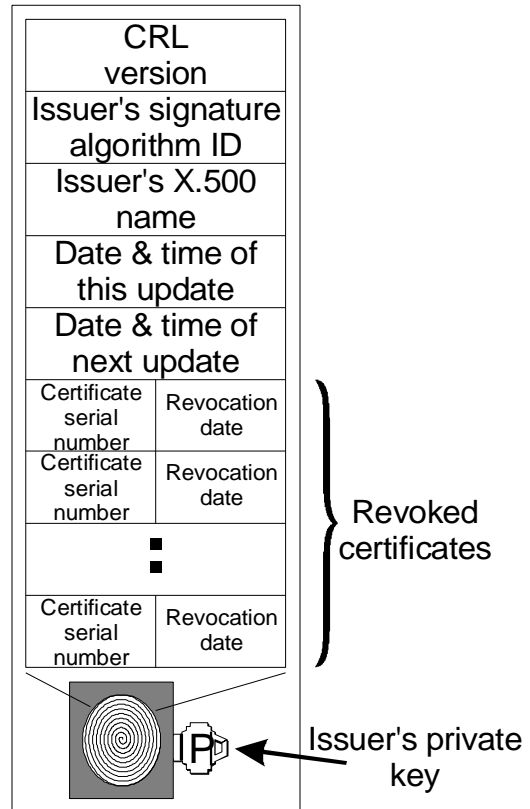 CRL
version
Issuer's signature
algorithm ID
Issuer's X.500
name
Date & time of
this update
Date & time of
next update
Certificate
serial
number
Revocation
date
Certificate
serial
number
Revocation
date
Certificate
serial
number
Revocation
date
Revoked
certificates
P
Issuer's private
key